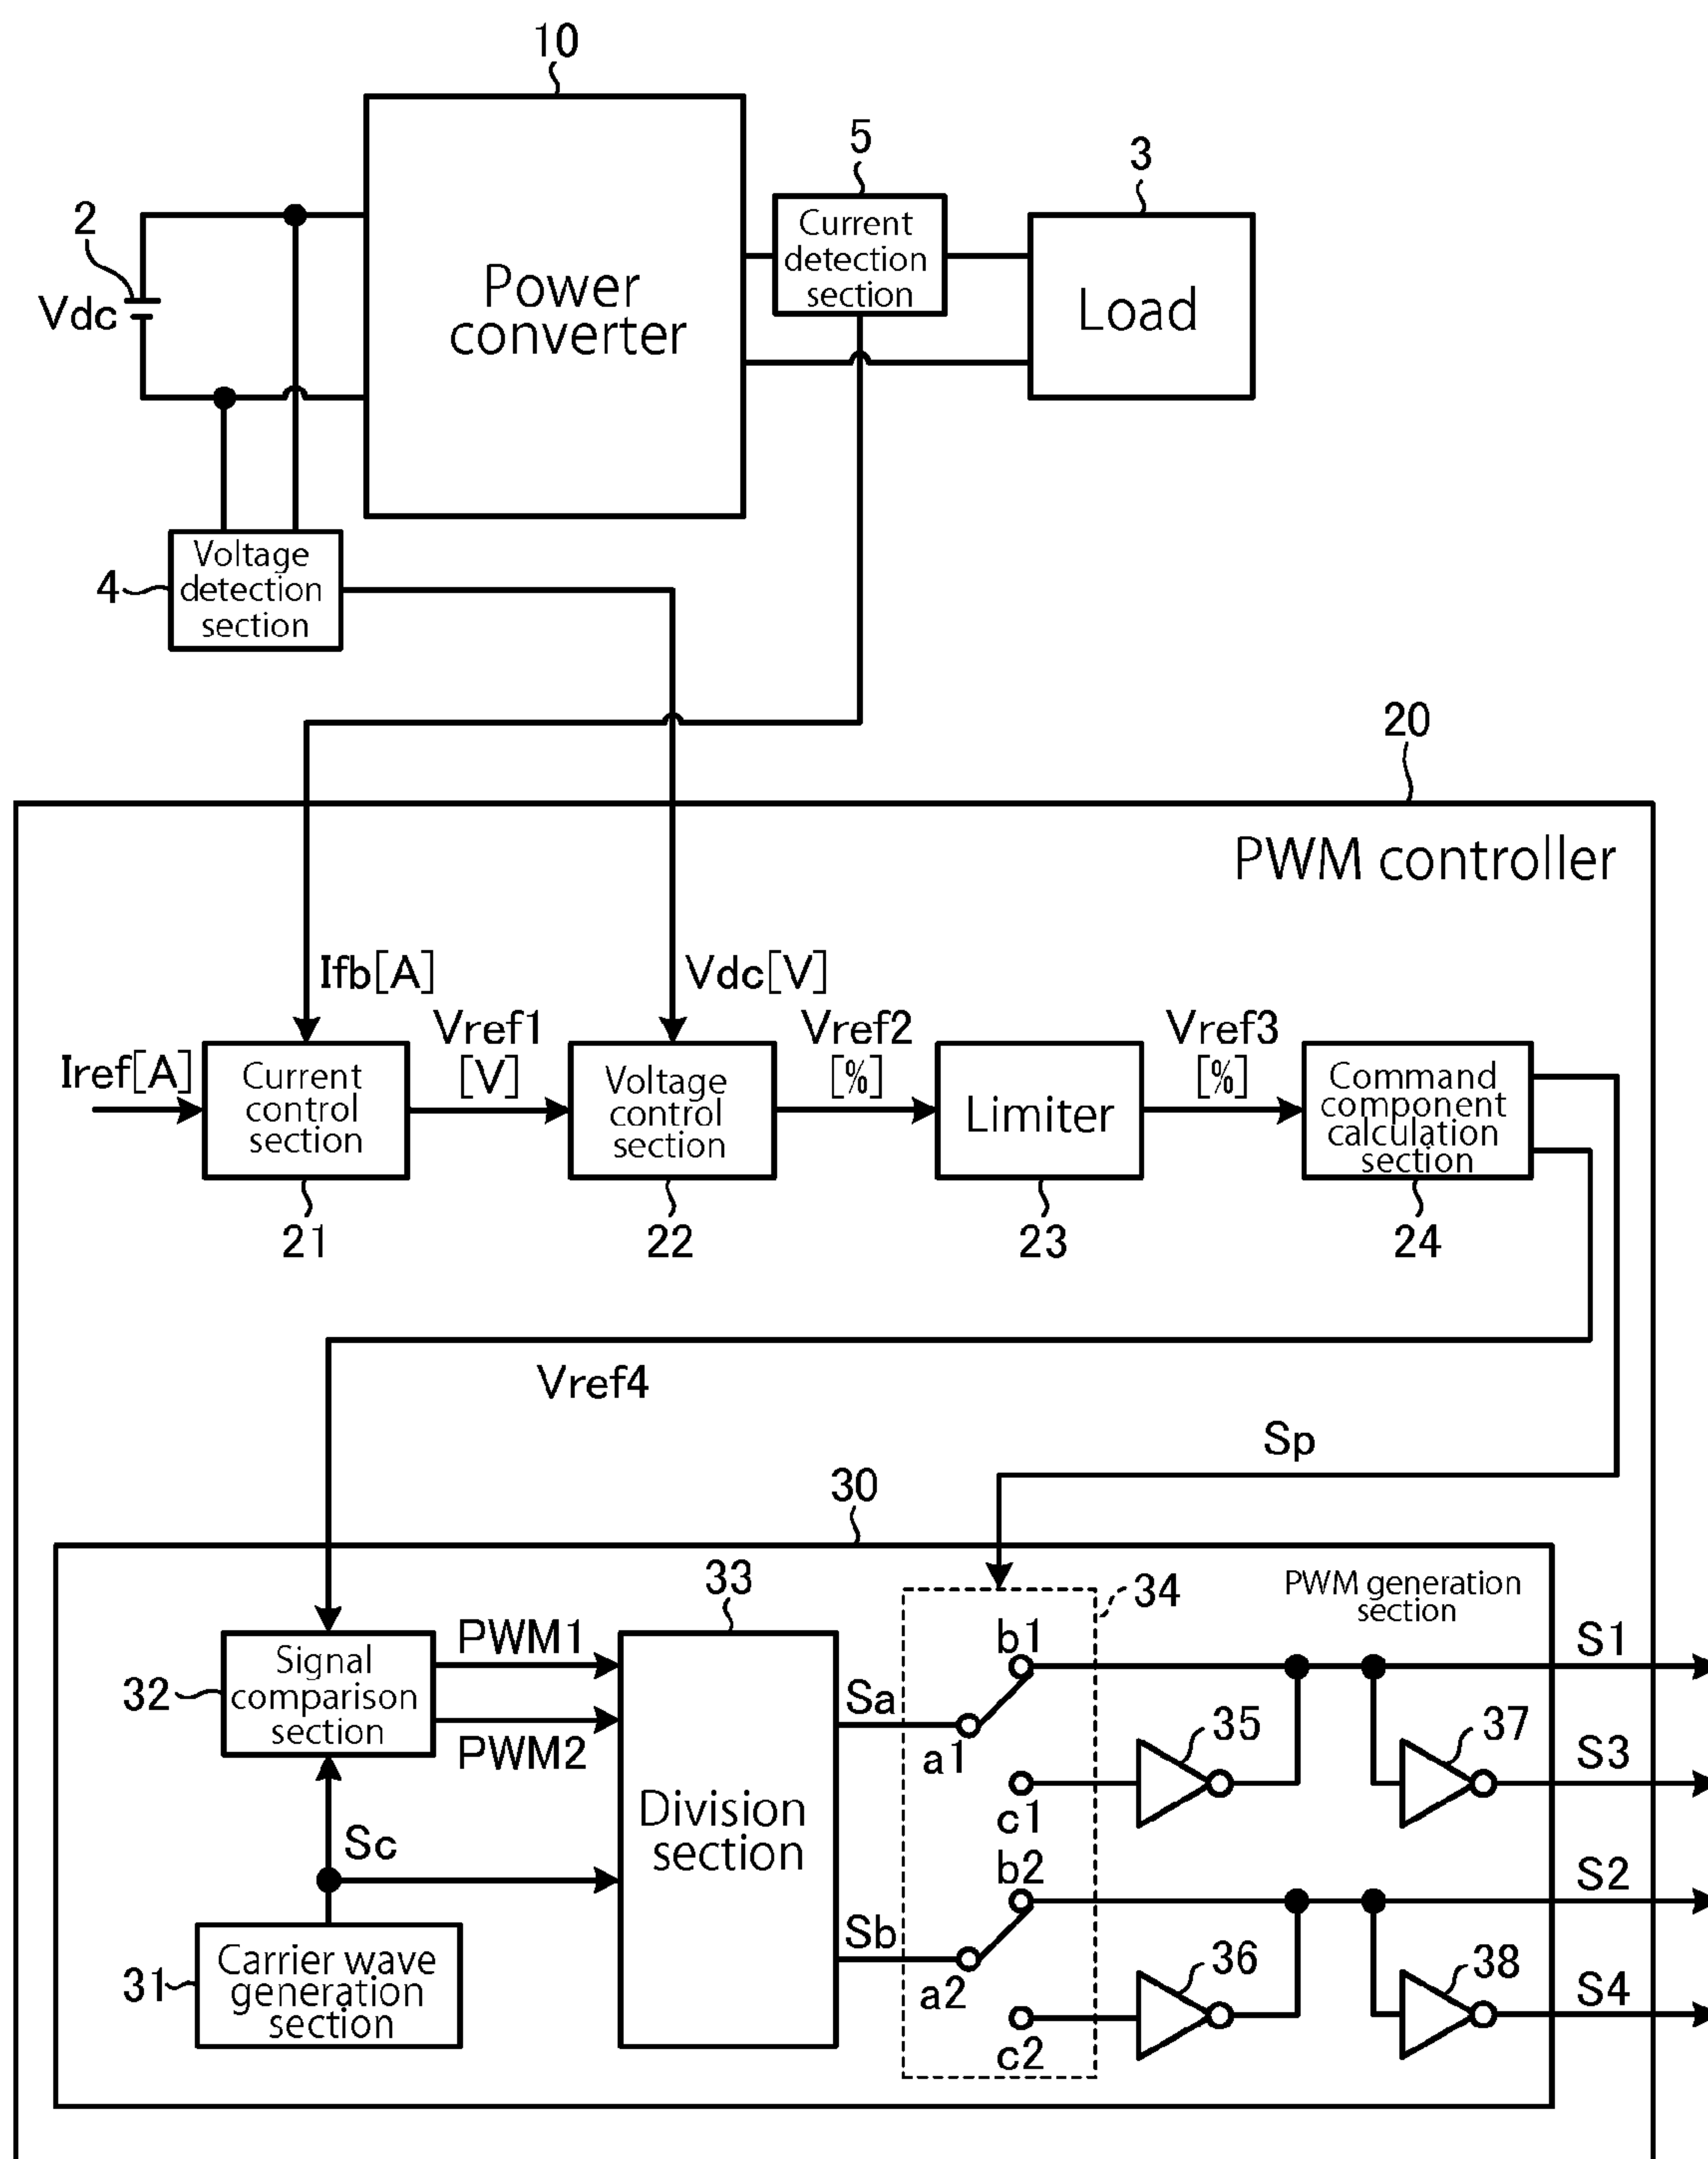 10
5
3
2
Vdc
Power
converter
Current
detection
section
Load
4
Voltage
detection
section
20
PWM controller
Ifb[A]
Vdc[V]
Iref[A]
Vref1
[V]
Vref2
[%]
Vref3
[%]
Current
control
section
Voltage
control
section
Limiter
Command
component
calculation
section
21
22
23
24
Vref4
Sp
30
33
34
PWM generation
section
32
Signal
comparison
section
PWM1
PWM2
Sc
31
Carrier wave
generation
section
Division
section
Sa
Sb
a1
b1
c1
a2
b2
c2
35
37
36
38
S1
S3
S2
S4